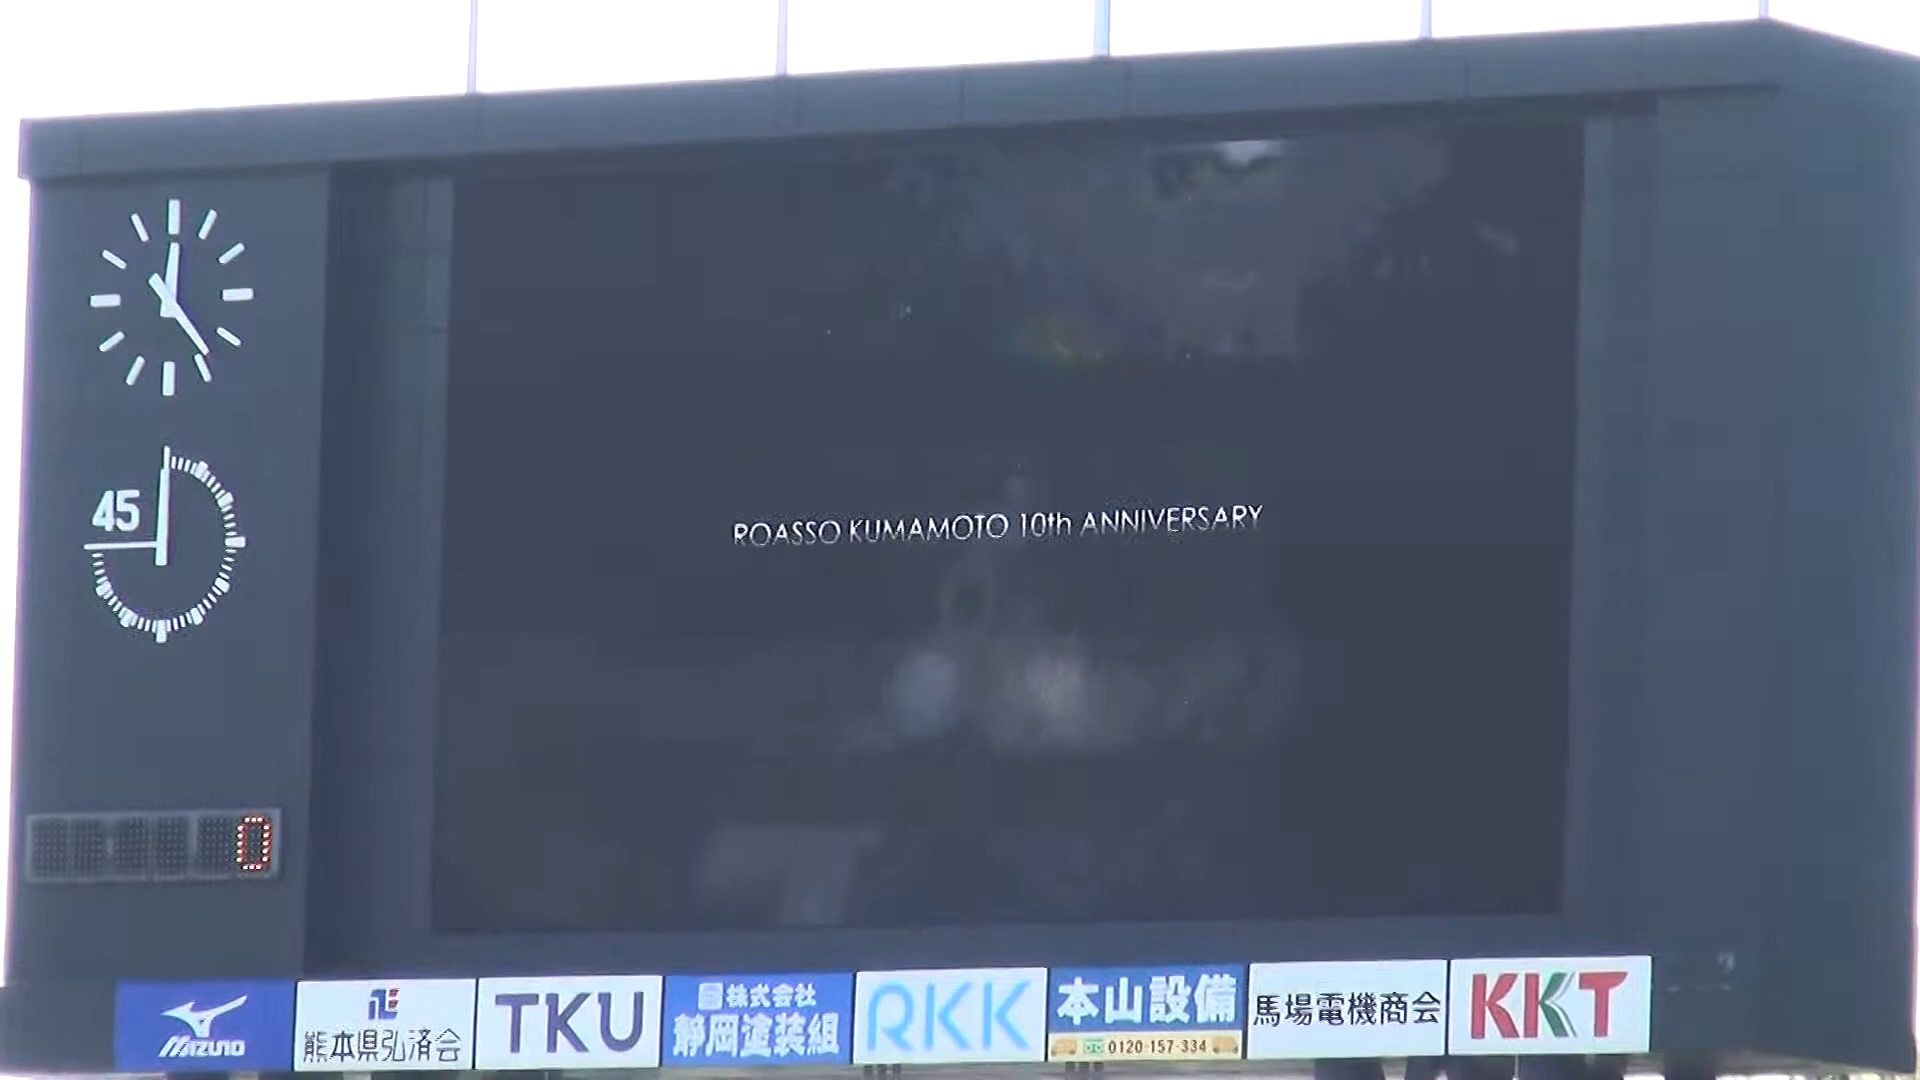 ROASSO KUMAMOTO 10th ANNIVERSARY
45
0
MIZUNO
熊本県弘済会
TKU
株式会社
静岡塗装組
RKK
本山設備
0120-157-334
馬場電機商会
KKT